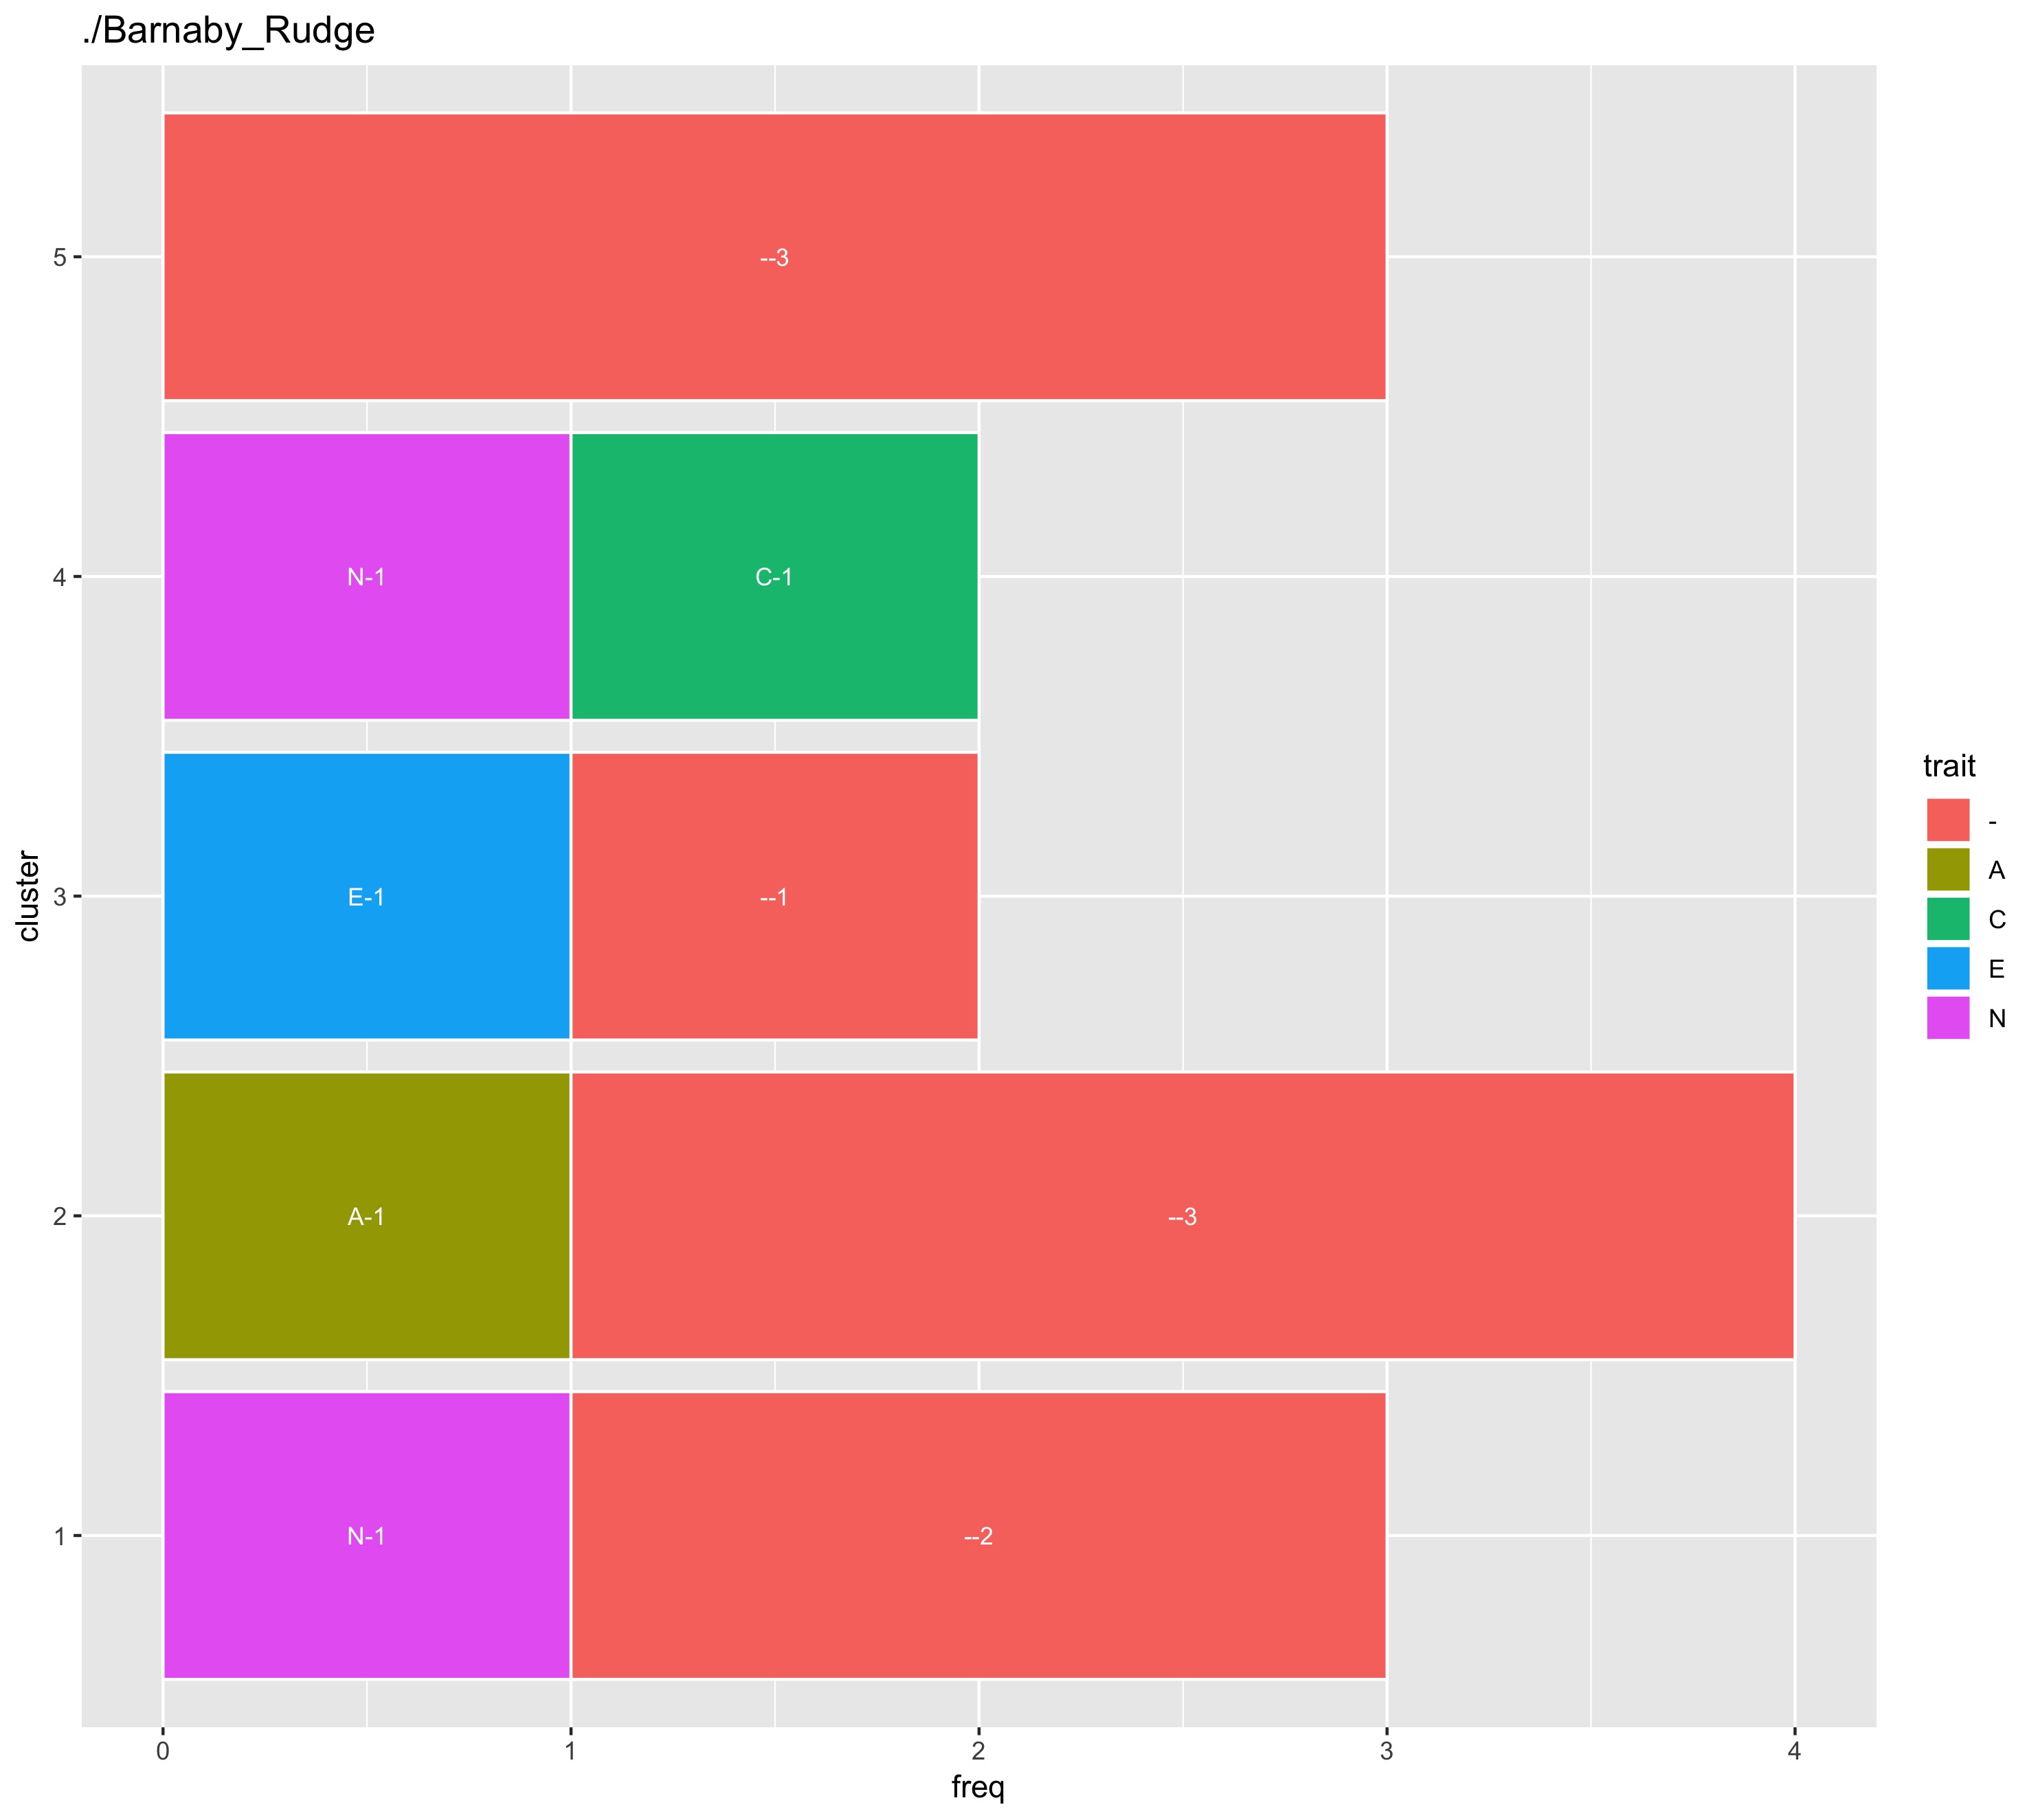 ./Barnaby_Rudge
5
--3
4
N-1 C-1
3
E-1 --1
2
A-1 --3
1
N-1 --2
0 1 2 3 4
freq
cluster
trait
-
A
C
E
N